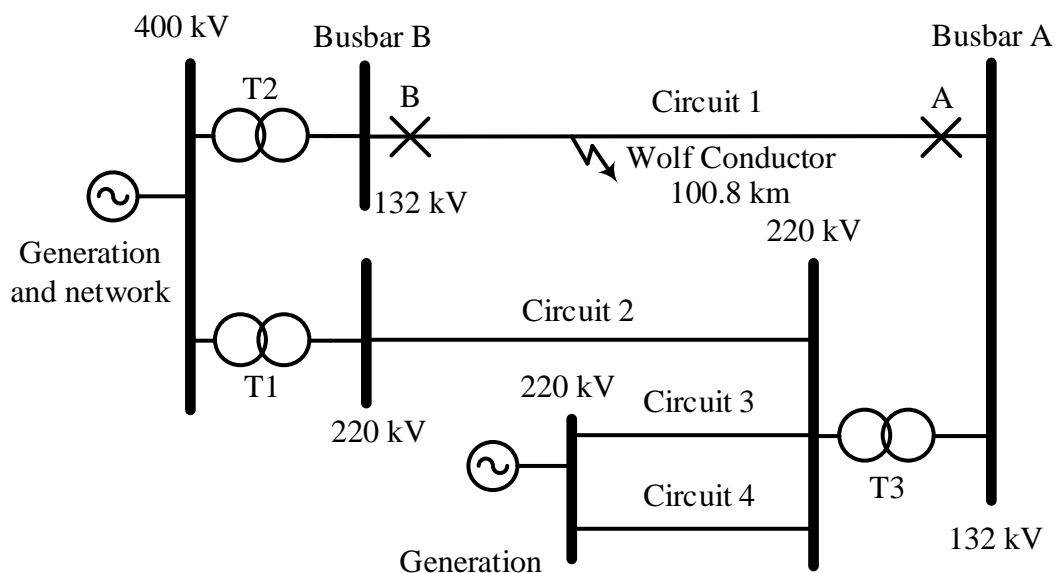 400 kV
Busbar B
Busbar A
T2
B
Circuit 1
A
Wolf Conductor
100.8 km
132 kV
220 kV
Generation
and network
Circuit 2
T1
220 kV
220 kV
Circuit 3
Circuit 4
T3
Generation
132 kV